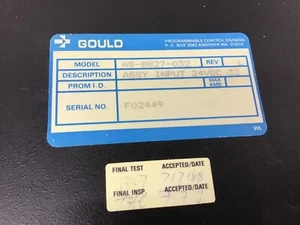 GOULD
PROGRAMMABLE CONTROL DIVISION
P. O. BOX 3083 ANDOVER MA. 01810
MODEL AS-B827-032 REV L
DESCRIPTION ASSY INPUT 24VDC 32
PROM I.D. MAX AMB
SERIAL NO. F02449
WL
FINAL TEST ACCEPTED/DATE
FINAL INSP. ACCEPTED/DATE